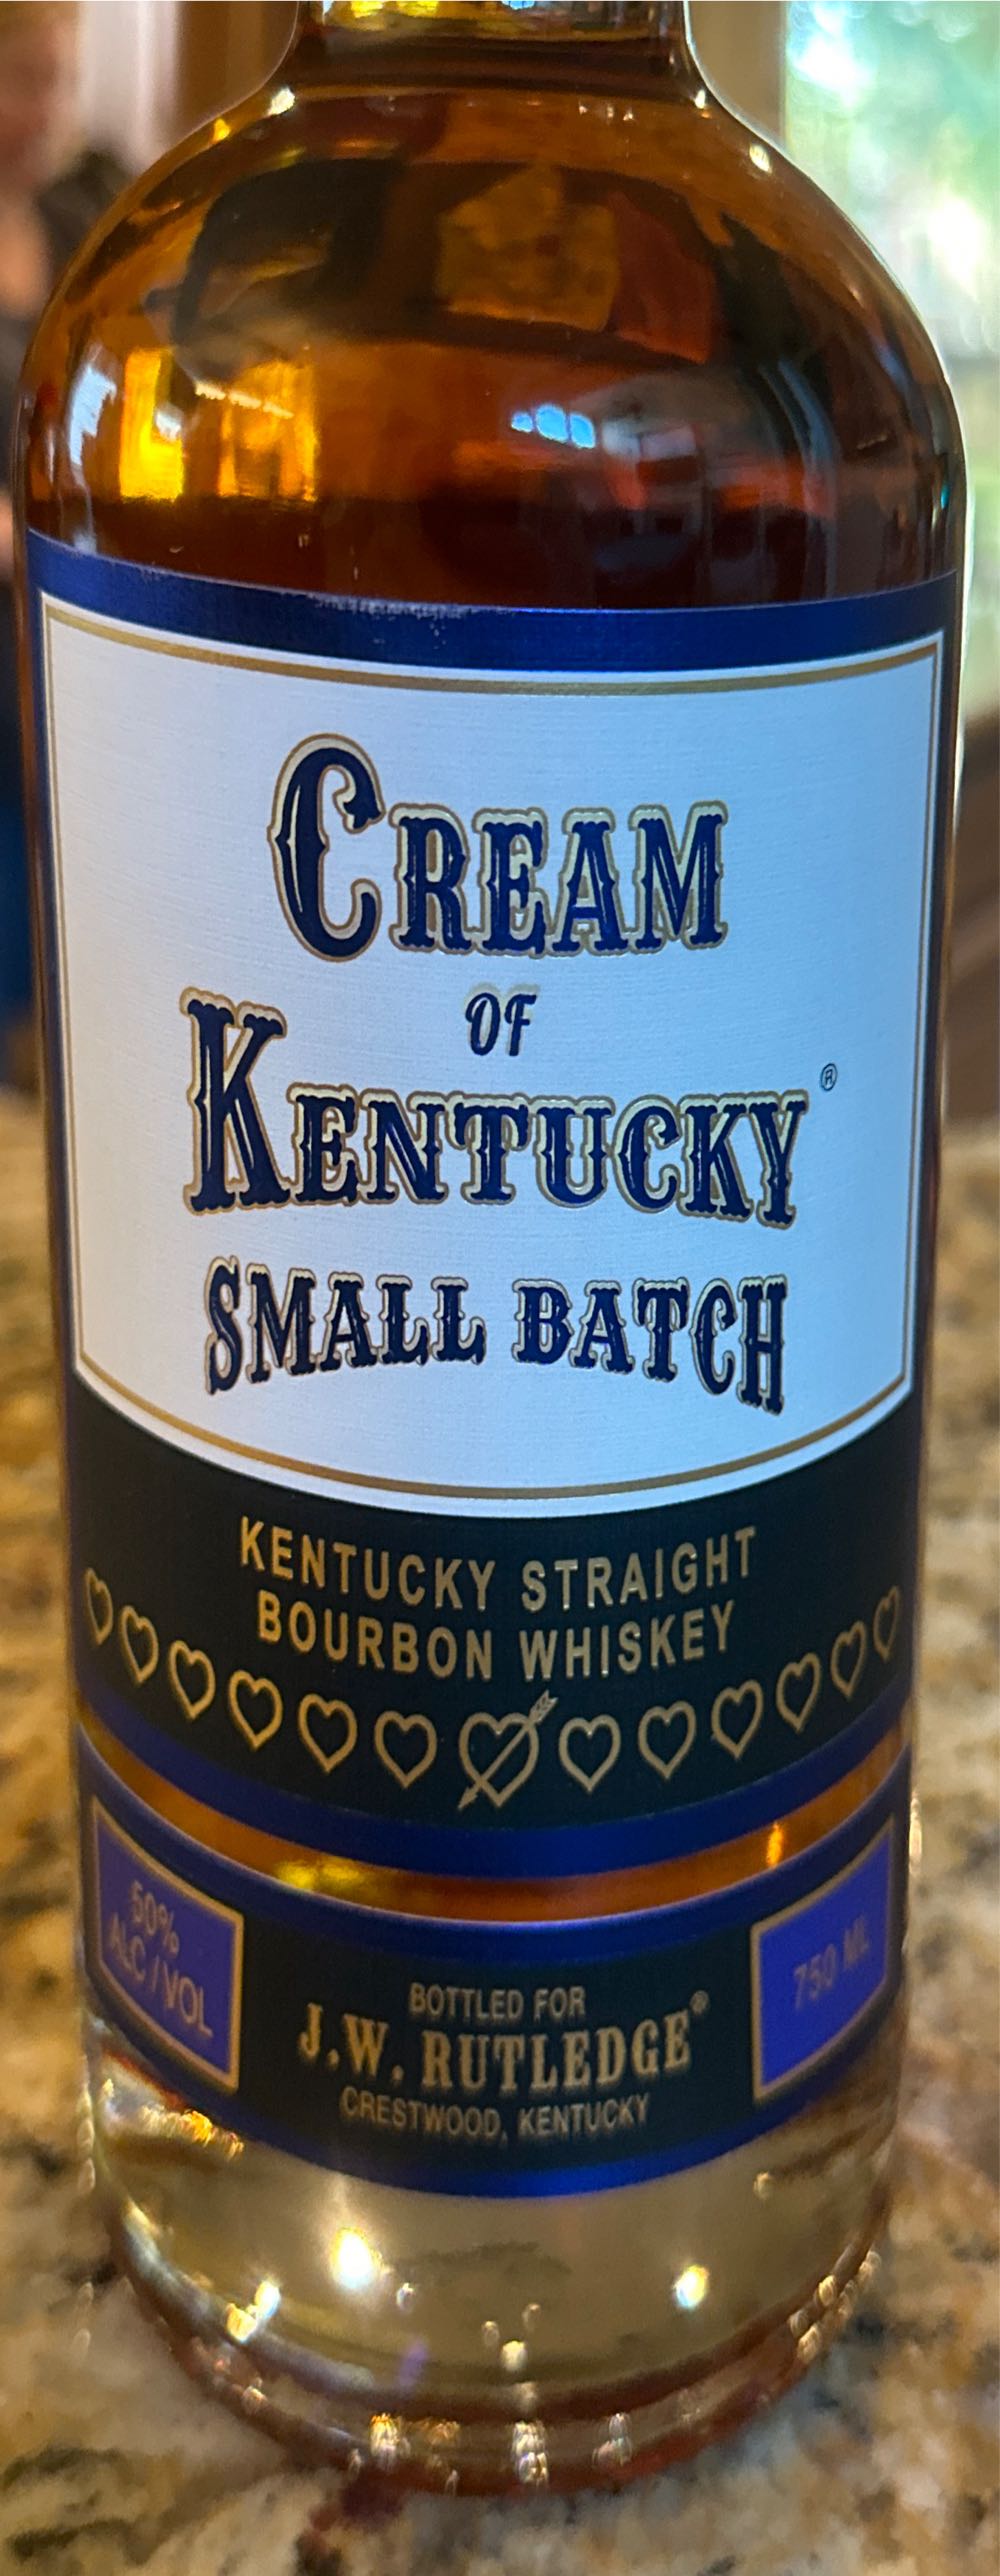 CREAM
OF
KENTUCKY®
SMALL BATCH
KENTUCKY STRAIGHT
BOURBON WHISKEY
50%
ALC/VOL
BOTTLED FOR
J.W. RUTLEDGE®
CRESTWOOD, KENTUCKY
750 ML